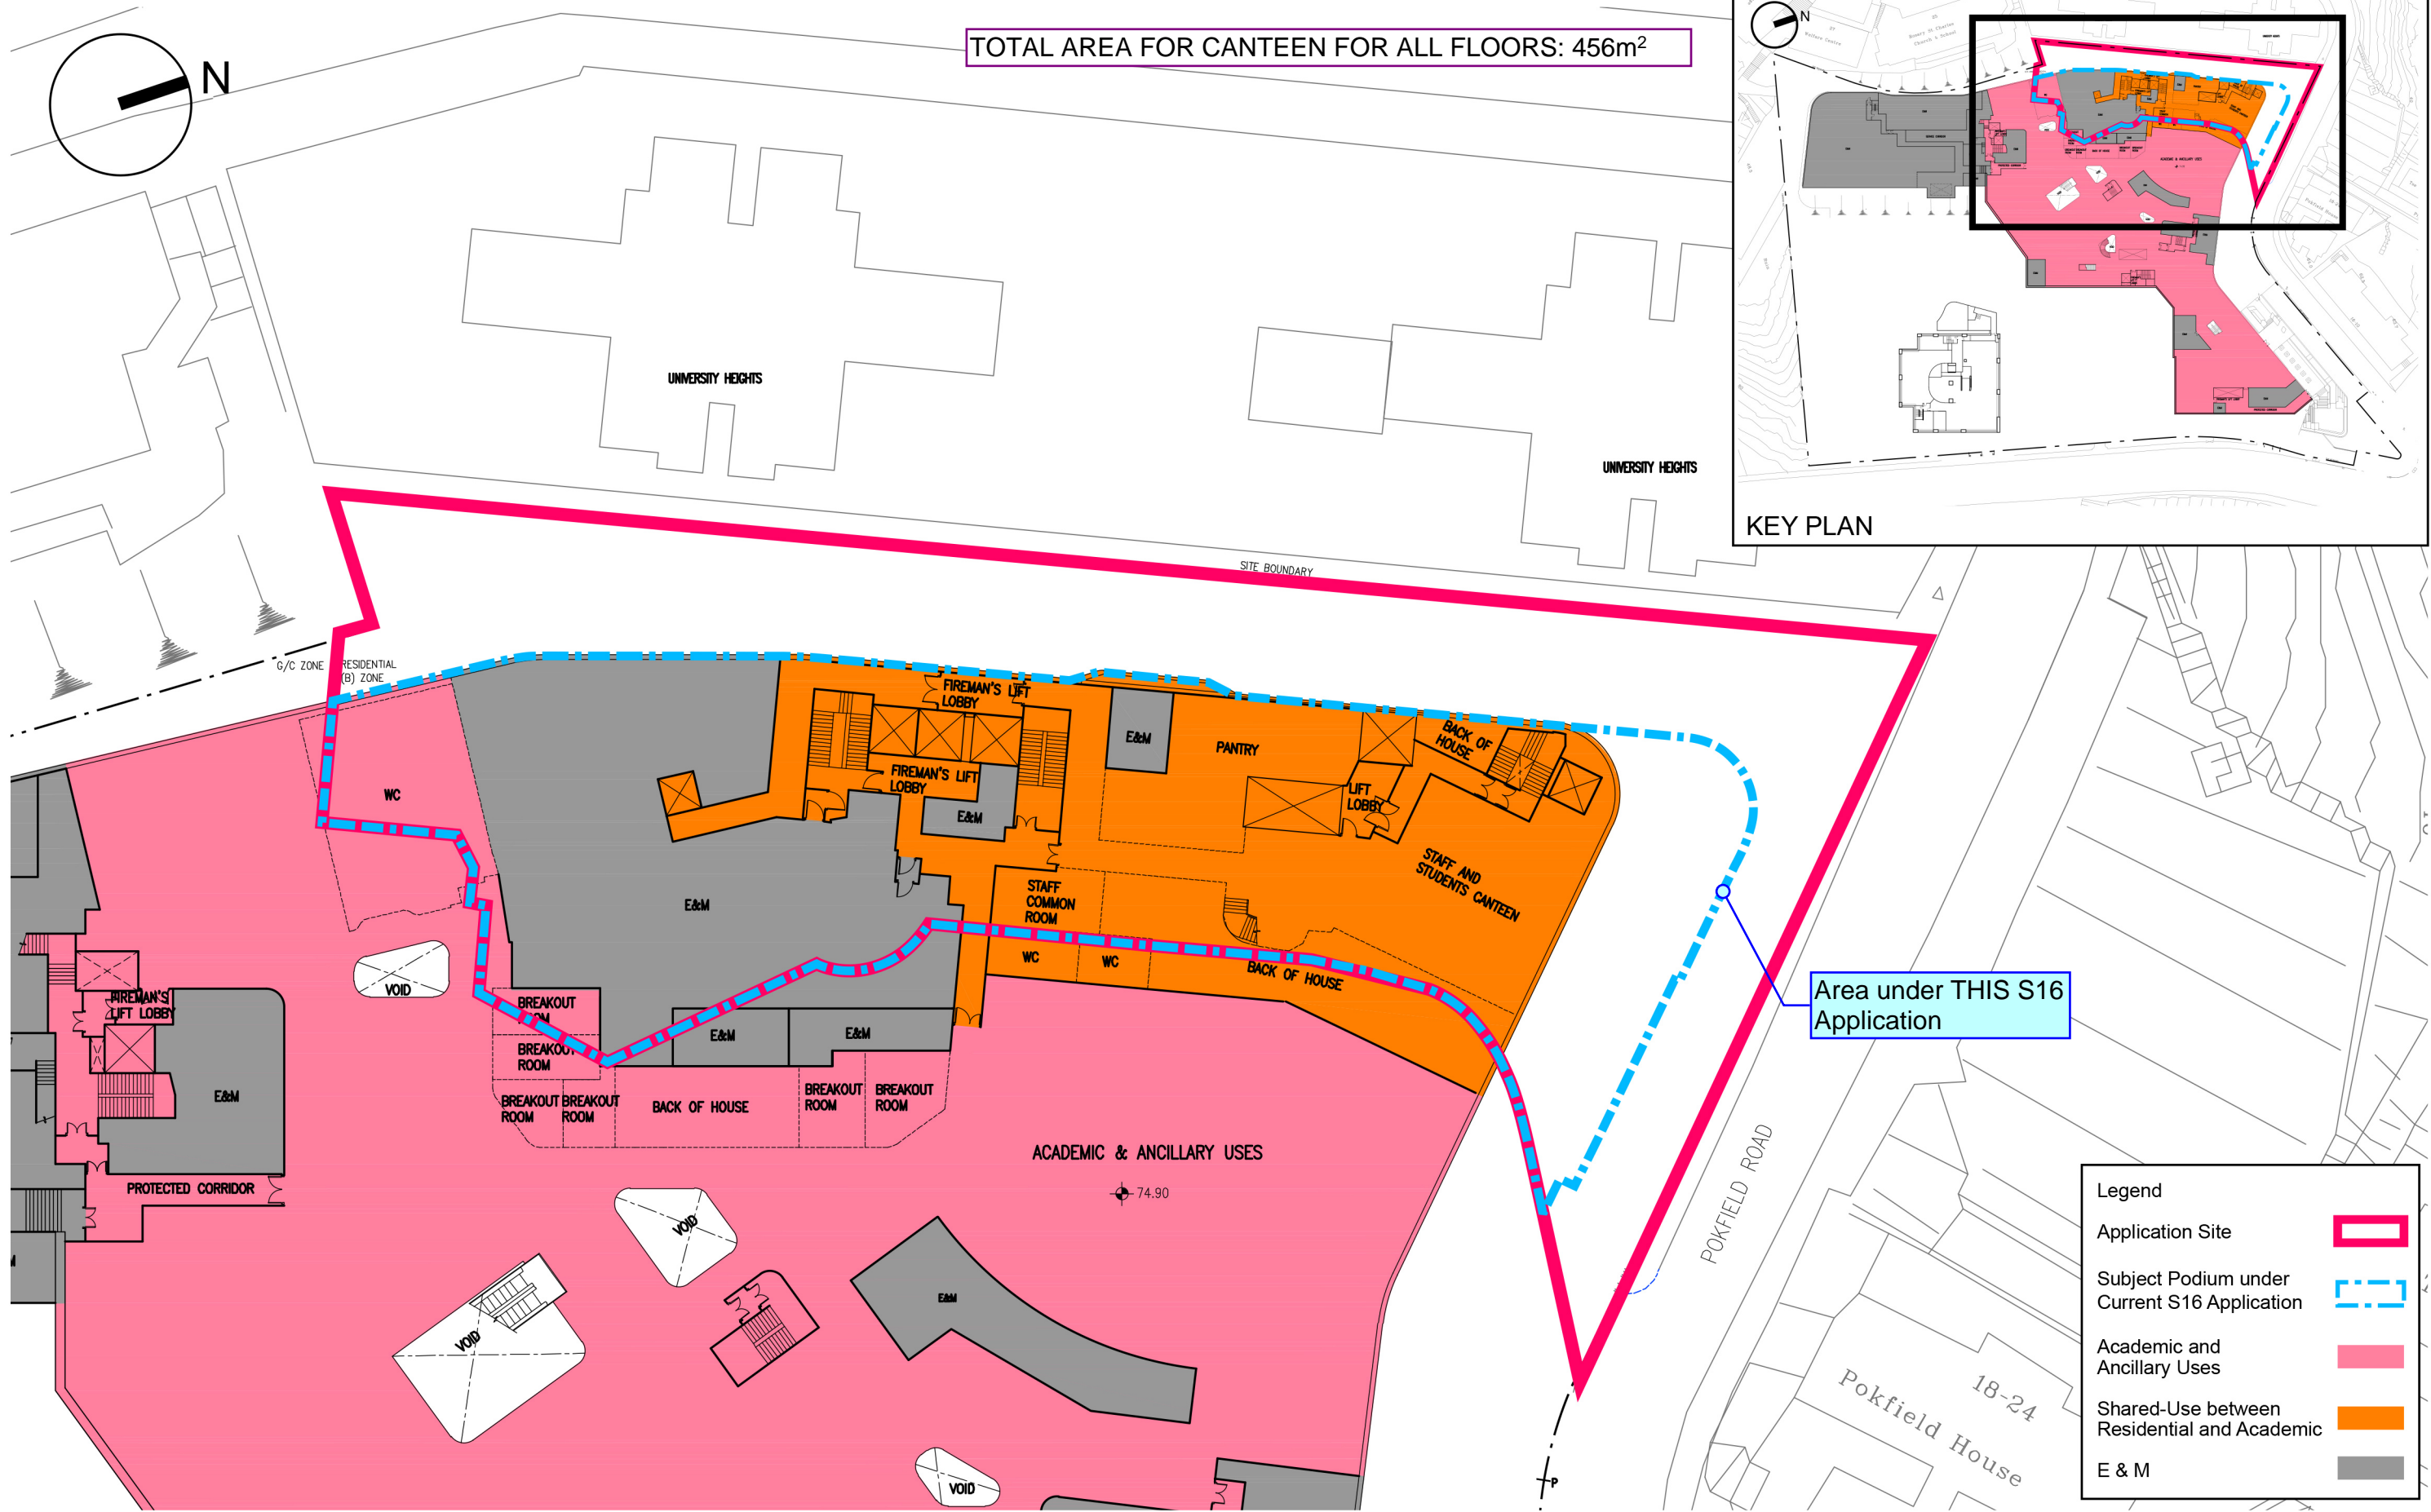 N
TOTAL AREA FOR CANTEEN FOR ALL FLOORS: 456m²
N
KEY PLAN
UNIVERSITY HEIGHTS
UNIVERSITY HEIGHTS
SITE BOUNDARY
G/C ZONE
RESIDENTIAL
(B) ZONE
FIREMAN'S LIFT
LOBBY
E&M
PANTRY
BACK OF
HOUSE
FIREMAN'S LIFT
LOBBY
E&M
LIFT
LOBBY
WC
E&M
STAFF
COMMON
ROOM
STAFF AND
STUDENTS CANTEEN
WC
WC
BACK OF HOUSE
VOID
FIREMAN'S
LIFT LOBBY
BREAKOUT
ROOM
BREAKOUT
ROOM
E&M
E&M
BREAKOUT
ROOM
BREAKOUT
ROOM
BACK OF HOUSE
BREAKOUT
ROOM
BREAKOUT
ROOM
E&M
ACADEMIC & ANCILLARY USES
74.90
PROTECTED CORRIDOR
VOID
VOID
E&M
VOID
P
Area under THIS S16
Application
POKFIELD ROAD
Pokfield House
18-24
Legend
Application Site
Subject Podium under
Current S16 Application
Academic and
Ancillary Uses
Shared-Use between
Residential and Academic
E & M